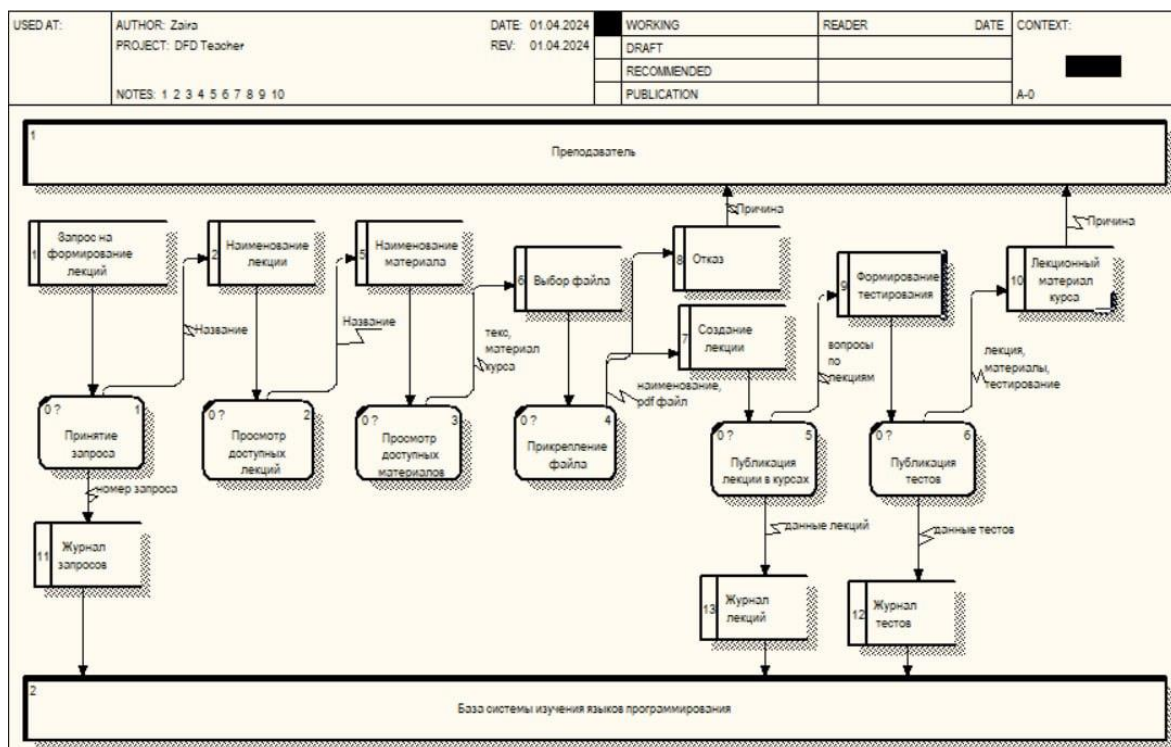 USED AT:
AUTHOR: Zaira
DATE: 01.04.2024
PROJECT: DFD Teacher
REV: 01.04.2024
NOTES: 1 2 3 4 5 6 7 8 9 10
WORKING
DRAFT
RECOMMENDED
PUBLICATION
READER
DATE
CONTEXT:
A-0
1
Преподаватель
Причина
Причина
1
Запрос на
формирование
лекций
2
Наименование
лекции
5
Наименование
материала
6
Выбор файла
8
Отказ
7
Создание
лекции
9
Формирование
тестирования
10
Лекционный
материал
курса
Название
Название
текс,
материал
курса
наименование,
pdf файл
вопросы
по
лекциям
лекция,
материалы,
тестирование
0 ?
1
Принятие
запроса
0 ?
2
Просмотр
доступных
лекций
0 ?
3
Просмотр
доступных
материалов
0 ?
4
Прикрепление
файла
0 ?
5
Публикация
лекции в курсах
0 ?
6
Публикация
тестов
номер запроса
данные лекций
данные тестов
11
Журнал
запросов
13
Журнал
лекций
12
Журнал
тестов
2
База системы изучения языков программирования